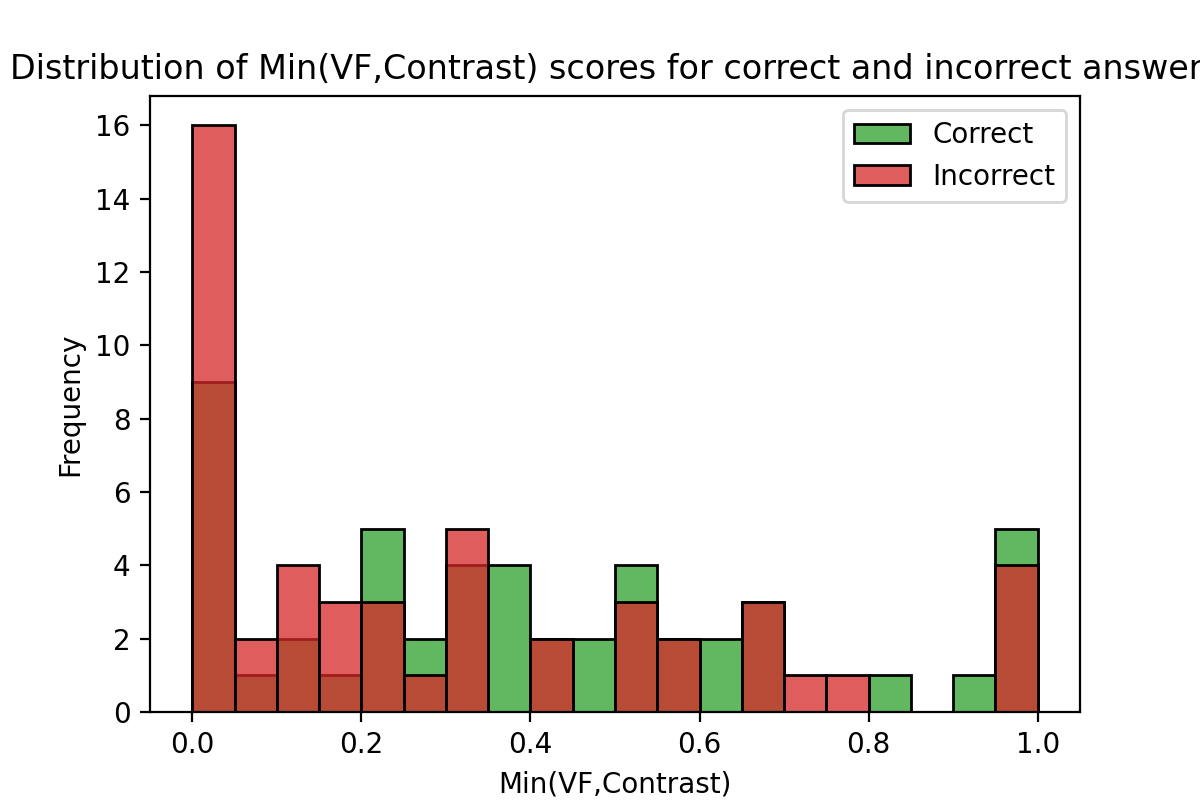 Distribution of Min(VF,Contrast) scores for correct and incorrect answer
Correct
Incorrect
Frequency
16
14
12
10
8
6
4
2
0
0.0 0.2 0.4 0.6 0.8 1.0
Min(VF,Contrast)